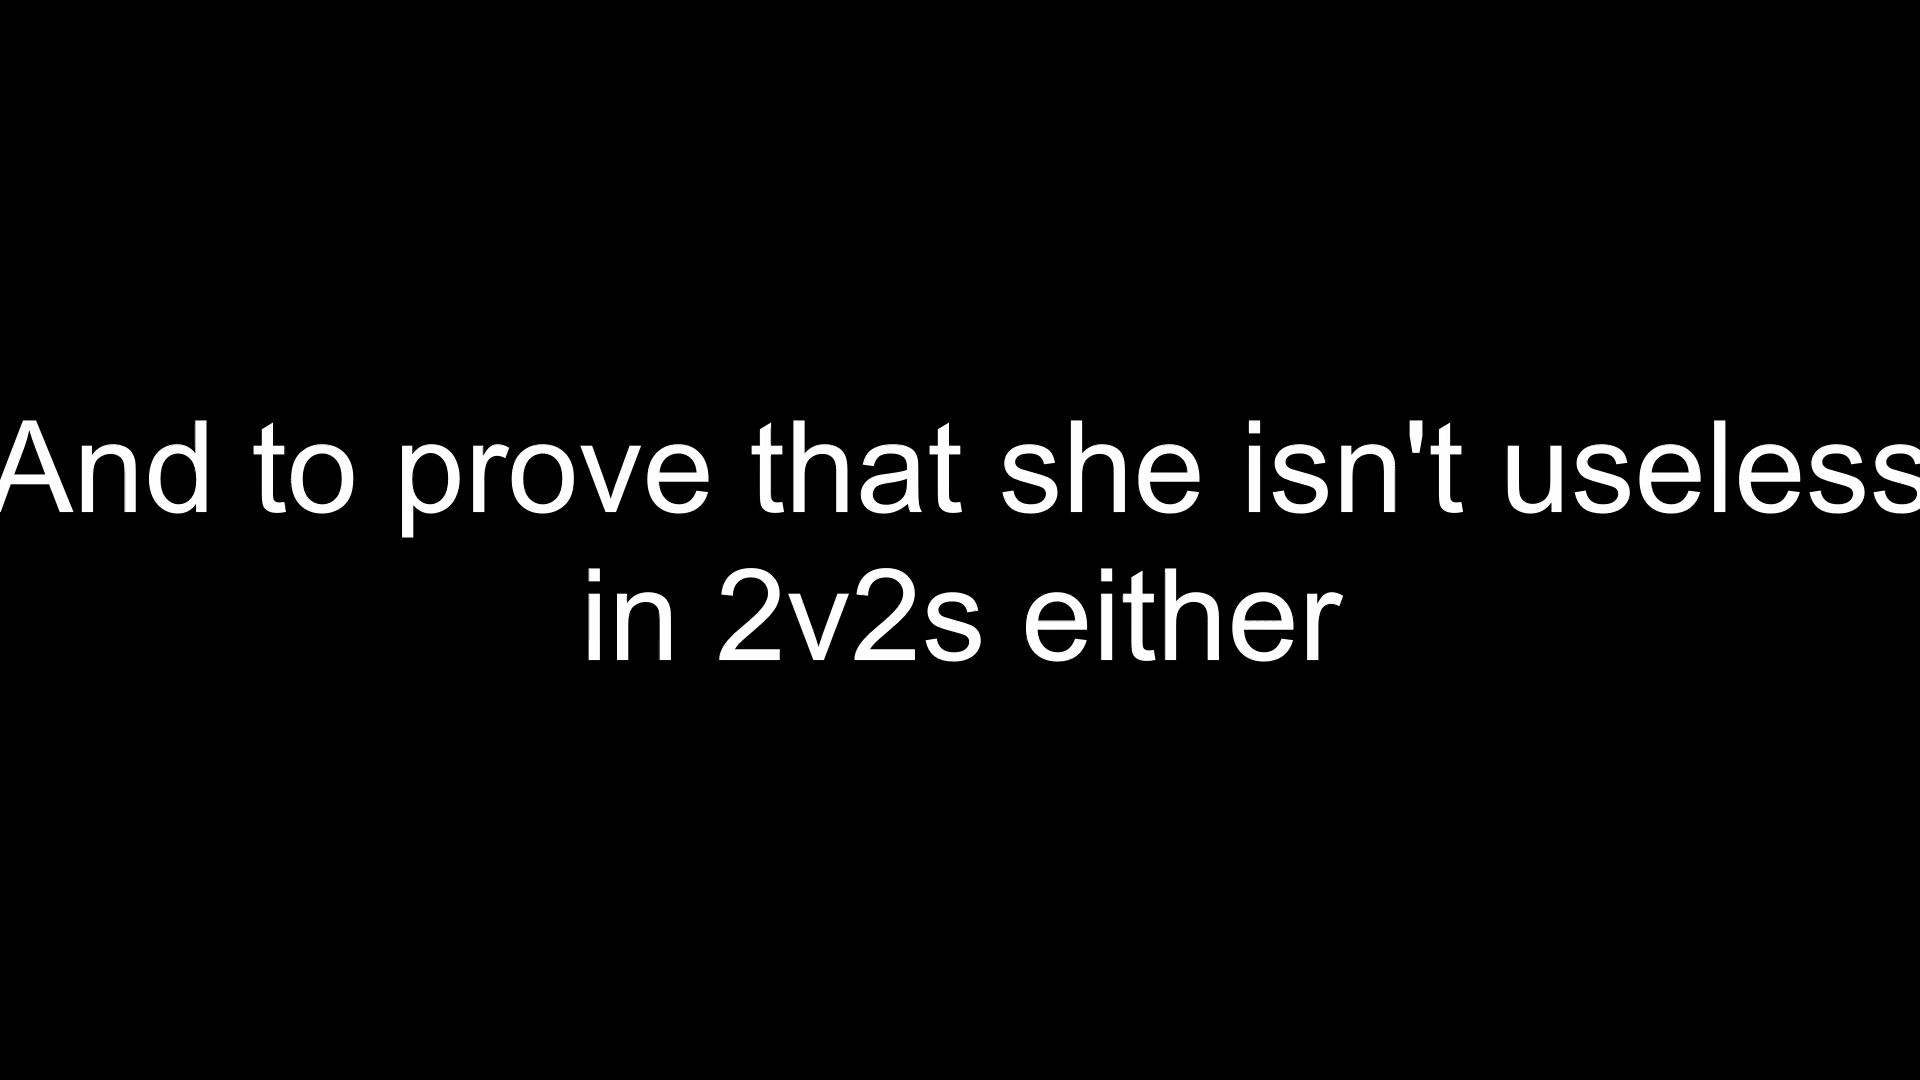 And to prove that she isn't useless
in 2v2s either